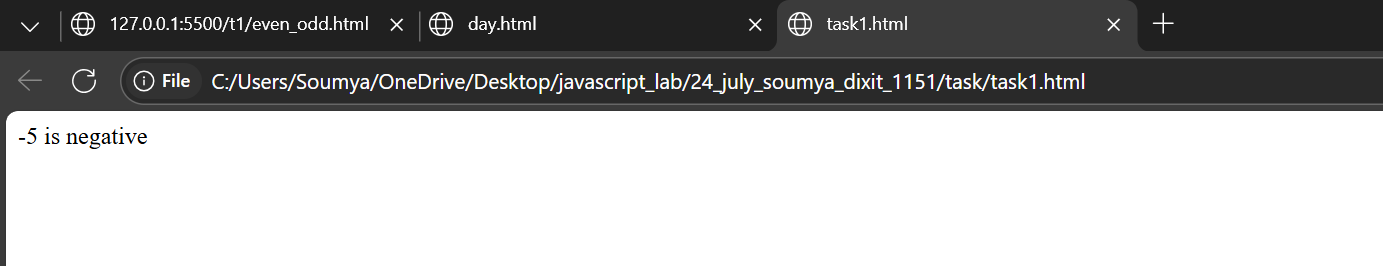 127.0.0.1:5500/t1/even_odd.html
day.html
task1.html
File
C:/Users/Soumya/OneDrive/Desktop/javascript_lab/24_july_soumya_dixit_1151/task/task1.html
-5 is negative